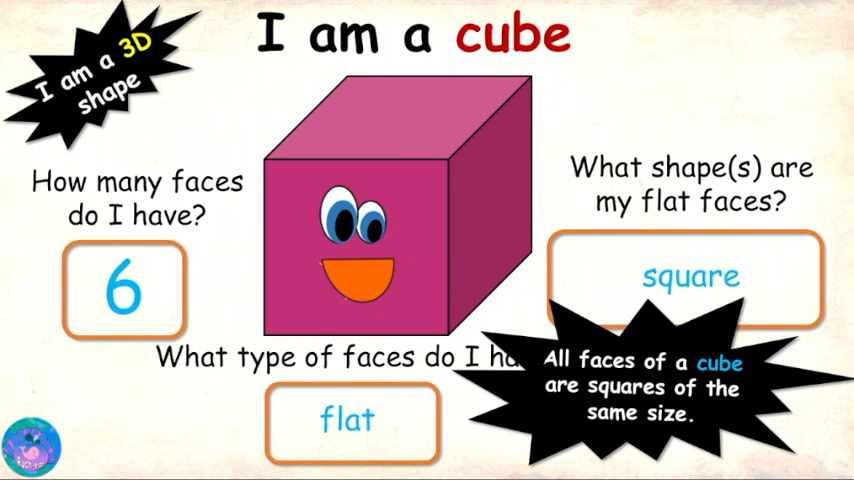 I am a cube
I am a 3D
shape
How many faces
do I have?
6
What shape(s) are
my flat faces?
square
What type of faces do I
flat
All faces of a cube
are squares of the
same size.